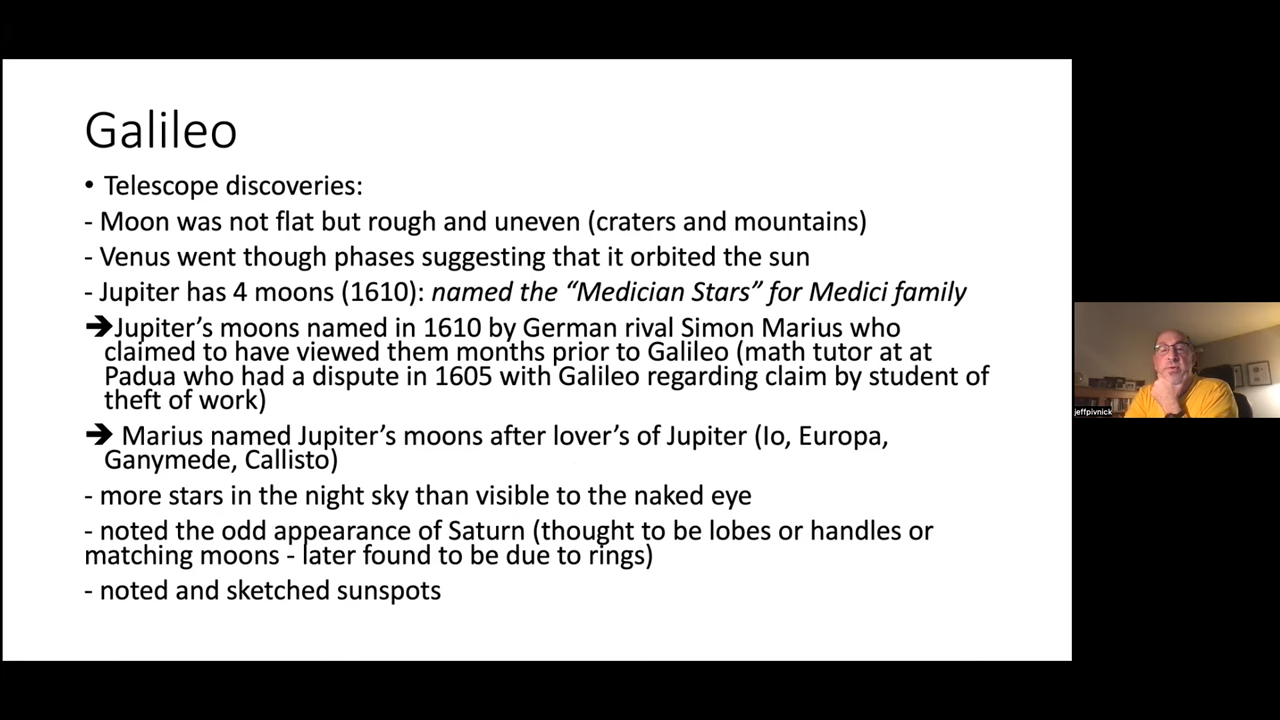 Galileo
• Telescope discoveries:
- Moon was not flat but rough and uneven (craters and mountains)
- Venus went though phases suggesting that it orbited the sun
- Jupiter has 4 moons (1610): named the “Medician Stars” for Medici family
➔Jupiter’s moons named in 1610 by German rival Simon Marius who
claimed to have viewed them months prior to Galileo (math tutor at at
Padua who had a dispute in 1605 with Galileo regarding claim by student of
theft of work)
➔ Marius named Jupiter’s moons after lover’s of Jupiter (Io, Europa,
Ganymede, Callisto)
- more stars in the night sky than visible to the naked eye
- noted the odd appearance of Saturn (thought to be lobes or handles or
matching moons - later found to be due to rings)
- noted and sketched sunspots
jeffpivnick